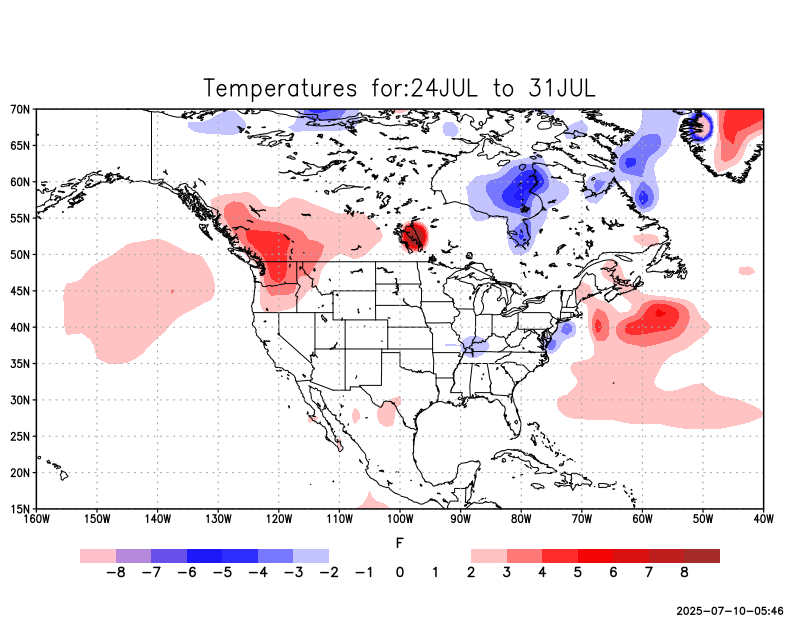 Temperatures for:24JUL to 31JUL
70N
65N
60N
55N
50N
45N
40N
35N
30N
25N
20N
15N
160W 150W 140W 130W 120W 110W 100W 90W 80W 70W 60W 50W 40W
F
−8 −7 −6 −5 −4 −3 −2 −1 0 1 2 3 4 5 6 7 8
2025-07-10-05:46